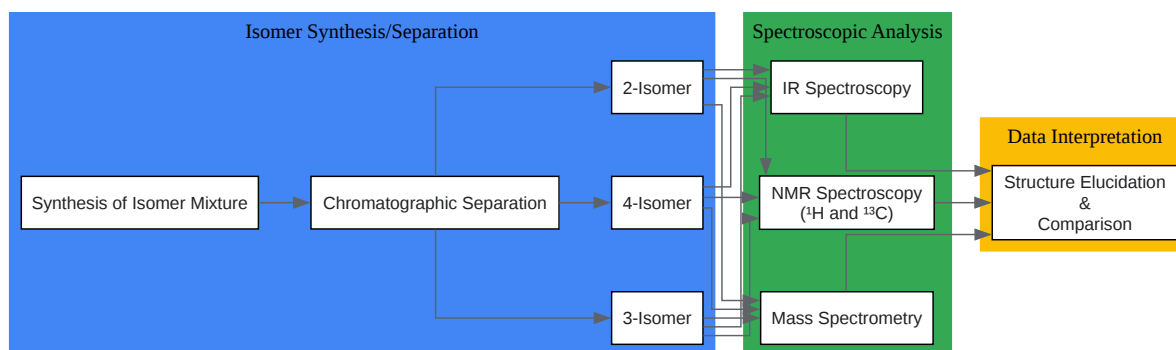 Isomer Synthesis/Separation
Spectroscopic Analysis
Data Interpretation
Synthesis of Isomer Mixture
Chromatographic Separation
2-Isomer
4-Isomer
3-Isomer
IR Spectroscopy
NMR Spectroscopy
(¹H and ¹³C)
Mass Spectrometry
Structure Elucidation
&
Comparison